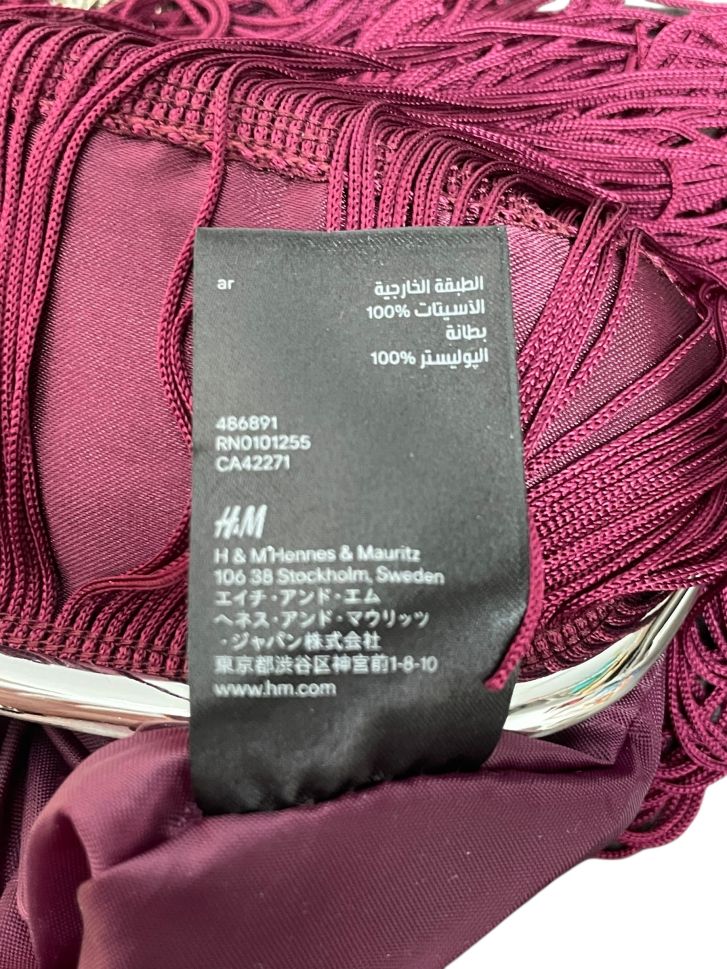 ar
الطبقة الخارجية
الأسيتات 100%
بطانة
البوليستر 100%
486891
RN0101255
CA42271
H&M
H & M Hennes & Mauritz
106 38 Stockholm, Sweden
エイチ・アンド・エム
ヘネス・アンド・マウリッツ
・ジャパン株式会社
東京都渋谷区神宮前1-8-10
www.hm.com